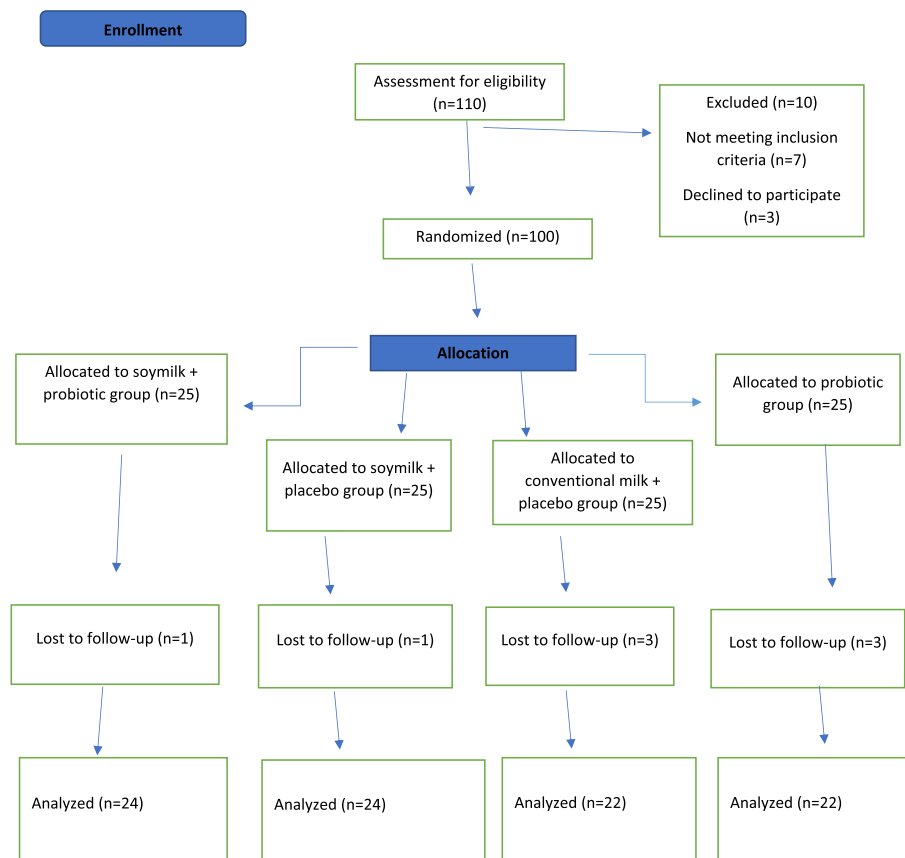 Enrollment
Assessment for eligibility
(n=110)
Excluded (n=10)
Not meeting inclusion
criteria (n=7)
Declined to participate
(n=3)
Randomized (n=100)
Allocation
Allocated to soymilk +
probiotic group (n=25)
Allocated to soymilk +
placebo group (n=25)
Allocated to
conventional milk +
placebo group (n=25)
Allocated to probiotic
group (n=25)
Lost to follow-up (n=1)
Lost to follow-up (n=1)
Lost to follow-up (n=3)
Lost to follow-up (n=3)
Analyzed (n=24)
Analyzed (n=24)
Analyzed (n=22)
Analyzed (n=22)